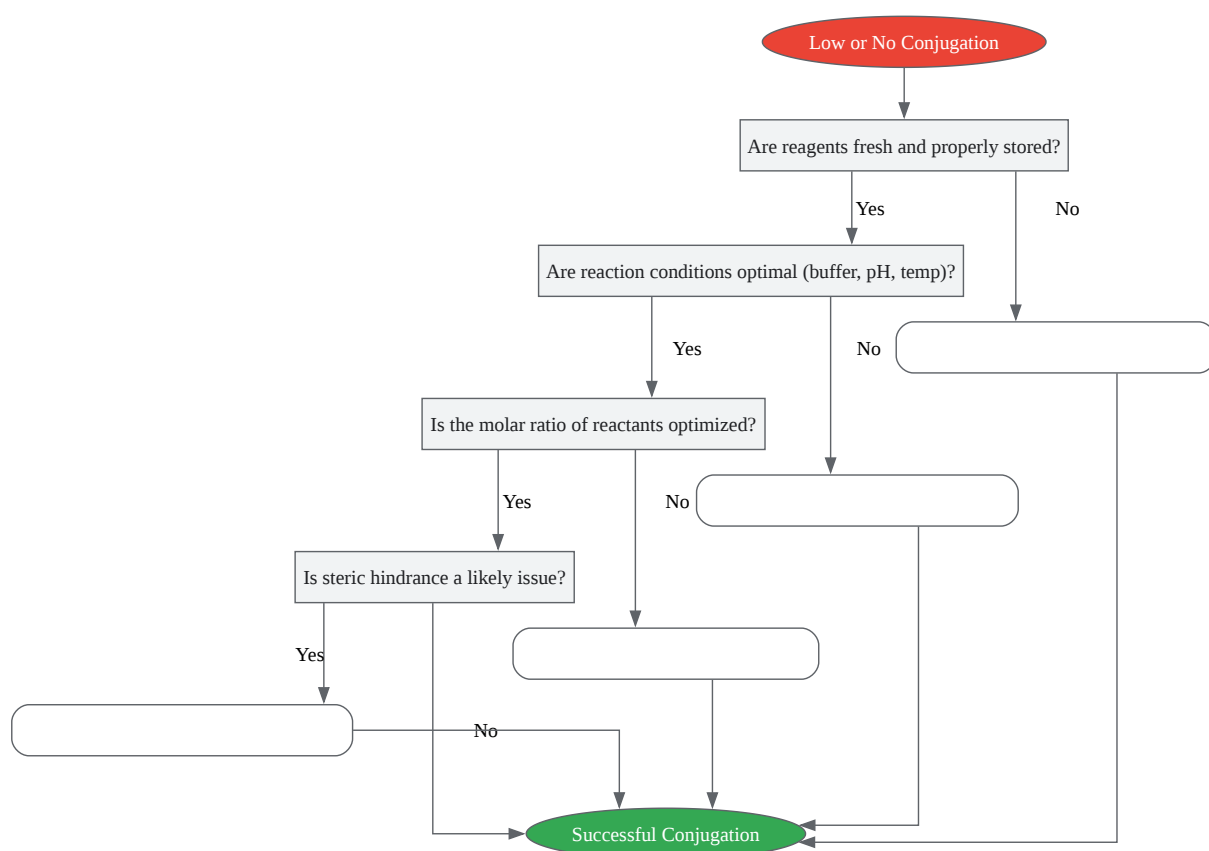 Low or No Conjugation
Are reagents fresh and properly stored?
Yes
No
Are reaction conditions optimal (buffer, pH, temp)?
Yes
No
Is the molar ratio of reactants optimized?
Yes
No
Is steric hindrance a likely issue?
Yes
No
Successful Conjugation